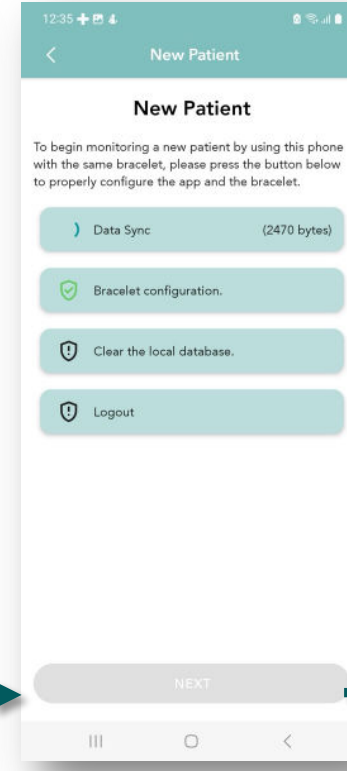 12:35
New Patient
New Patient
To begin monitoring a new patient by using this phone
with the same bracelet, please press the button below
to properly configure the app and the bracelet.
Data Sync (2470 bytes)
Bracelet configuration.
Clear the local database.
Logout
NEXT